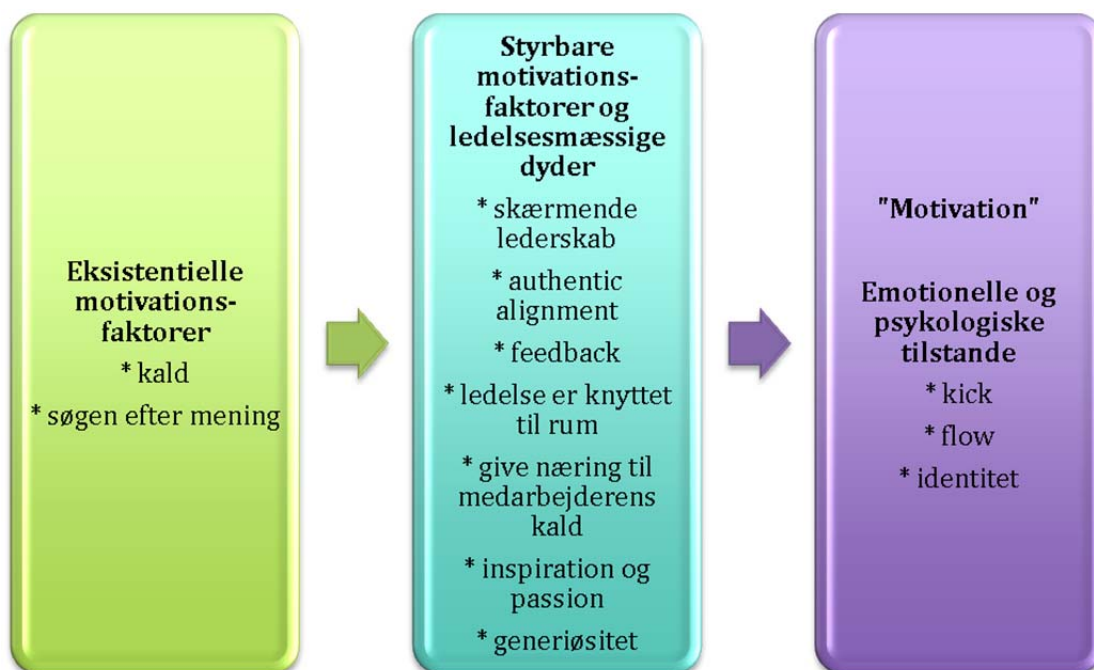 Eksistentielle
motivations-
faktorer
* kald
* søgen efter mening
Styrbare
motivations-
faktorer og
ledelsesmæssige
dyder
* skærmende
lederskab
* authentic
alignment
* feedback
* ledelse er knyttet
til rum
* give næring til
medarbejderens
kald
* inspiration og
passion
* generiøsitet
"Motivation"
Emotionelle og
psykologiske
tilstande
* kick
* flow
* identitet